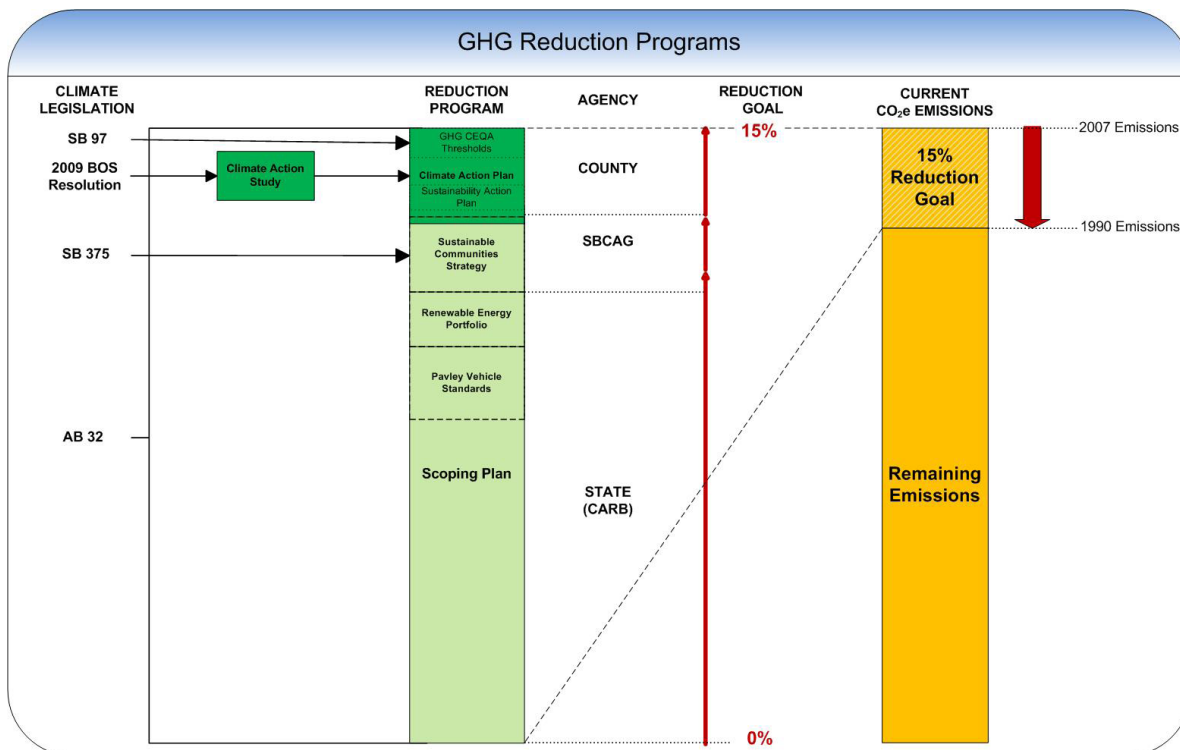 GHG Reduction Programs
CLIMATE
LEGISLATION
REDUCTION
PROGRAM
AGENCY
REDUCTION
GOAL
CURRENT
CO₂e EMISSIONS
SB 97
2009 BOS
Resolution
SB 375
AB 32
Climate Action
Study
GHG CEQA
Thresholds
Climate Action Plan
Sustainability Action
Plan
Sustainable
Communities
Strategy
Renewable Energy
Portfolio
Pavley Vehicle
Standards
Scoping Plan
COUNTY
SBCAG
STATE
(CARB)
15%
0%
15%
Reduction
Goal
Remaining
Emissions
2007 Emissions
1990 Emissions